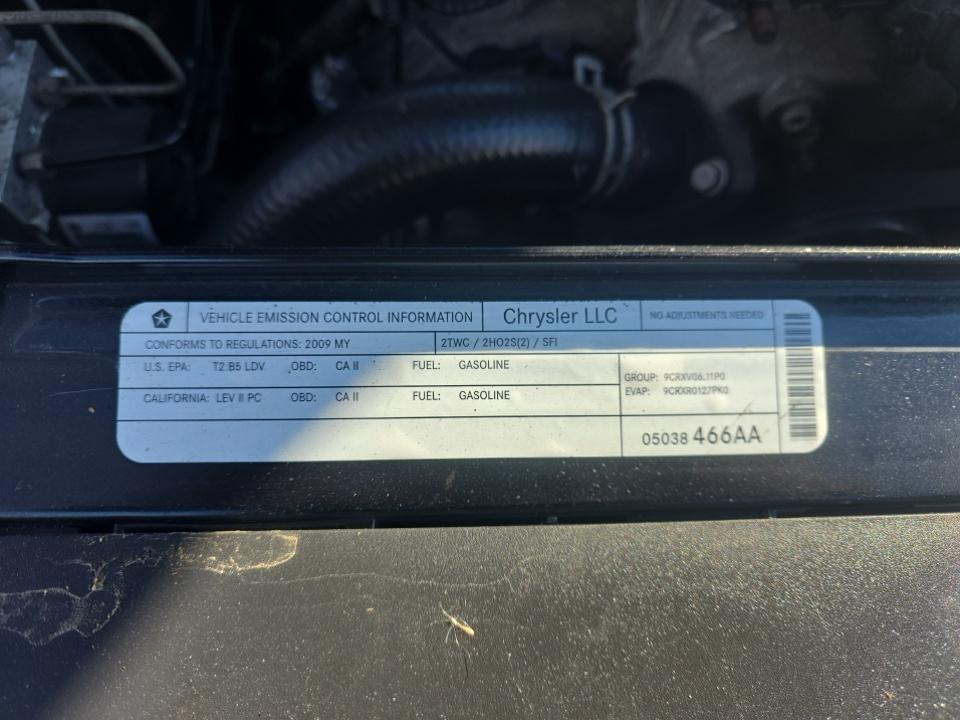 VEHICLE EMISSION CONTROL INFORMATION Chrysler LLC NO ADJUSTMENTS NEEDED
CONFORMS TO REGULATIONS: 2009 MY 2TWC / 2HO2S(2) / SFI
U.S. EPA: T2 B5 LDV OBD: CA II FUEL: GASOLINE
CALIFORNIA: LEV II PC OBD: CA II FUEL: GASOLINE
GROUP: 9CRXV06.11P0
EVAP: 9CRXR0127PK0
05038 466AA